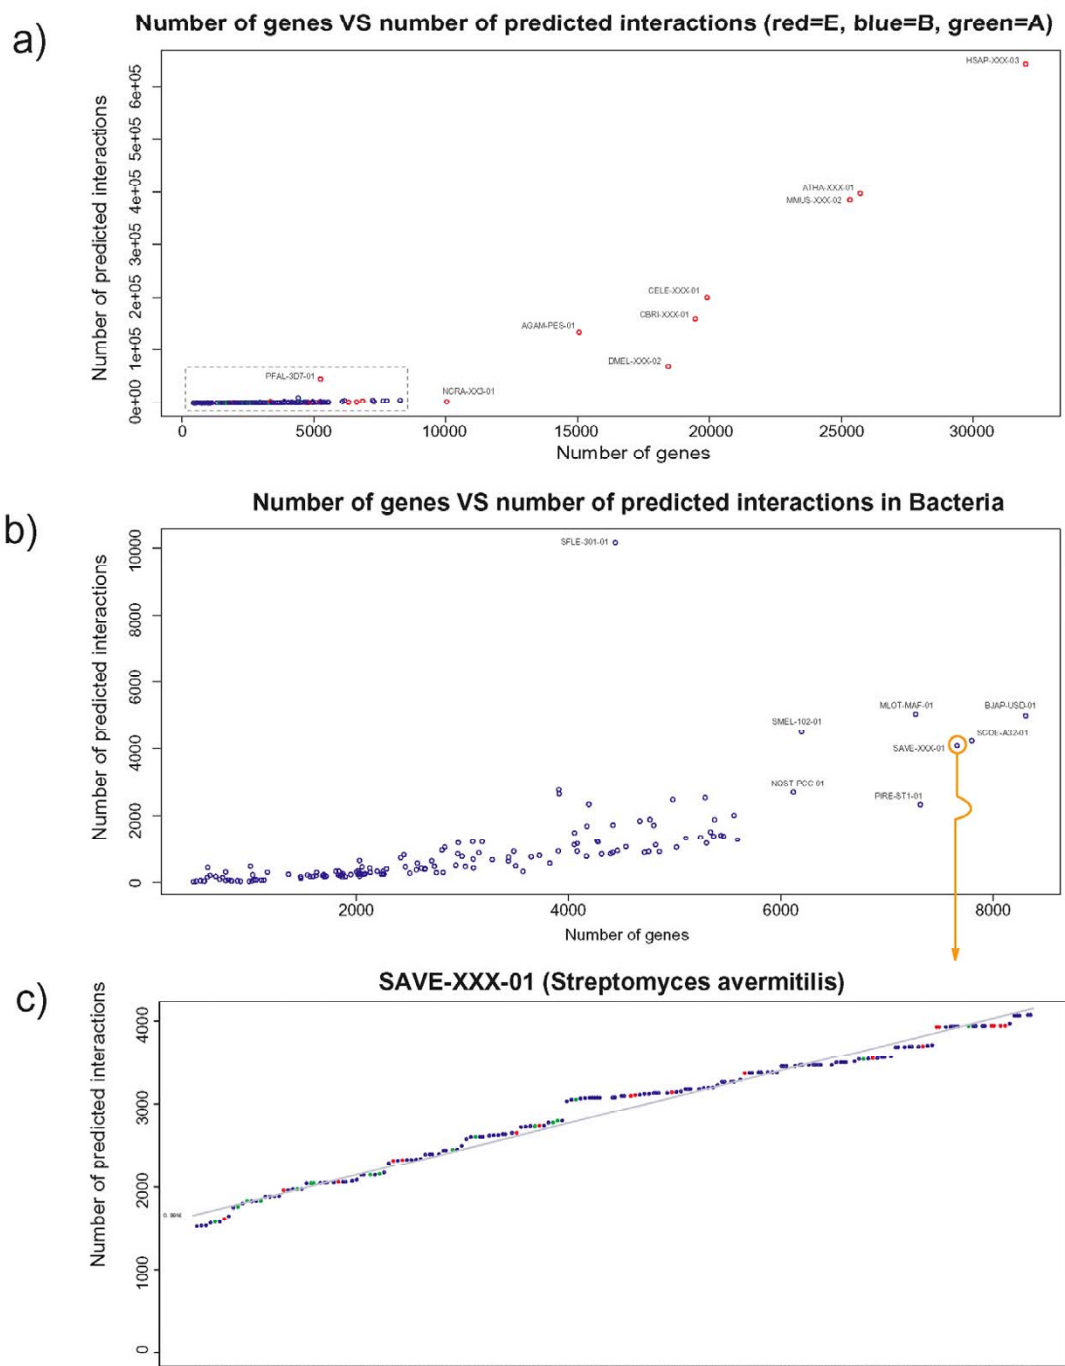 a)
Number of genes VS number of predicted interactions (red=E, blue=B, green=A)
Number of predicted interactions
6e+05
5e+05
4e+05
3e+05
2e+05
1e+05
0e+00
HSAP-XXX-03
ATHA-XXX-01
MMUS-XXX-02
CELE-XXX-01
CBRI-XXX-01
AGAM-PES-01
DMEL-XXX-02
PFAL-3D7-01
NCRA-XX3-01
0 5000 10000 15000 20000 25000 30000
Number of genes
b)
Number of genes VS number of predicted interactions in Bacteria
Number of predicted interactions
10000
8000
6000
4000
2000
0
SFLE-301-01
MLOT-MAF-01
BJAP-USD-01
SMEL-102-01
SCOE-A32-01
SAVE-XXX-01
NOST-PCC-01
PIRE-ST1-01
2000 4000 6000 8000
Number of genes
c)
SAVE-XXX-01 (Streptomyces avermitilis)
Number of predicted interactions
4000
3000
2000
1000
0